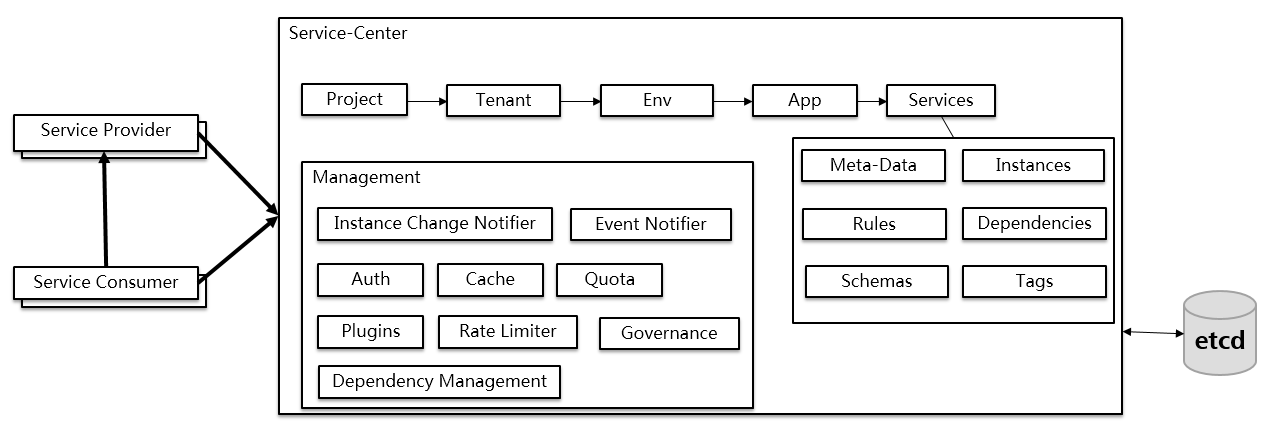 Service-Center
Project
Tenant
Env
App
Services
Service Provider
Service Consumer
Management
Instance Change Notifier
Event Notifier
Auth
Cache
Quota
Plugins
Rate Limiter
Governance
Dependency Management
Meta-Data
Instances
Rules
Dependencies
Schemas
Tags
etcd